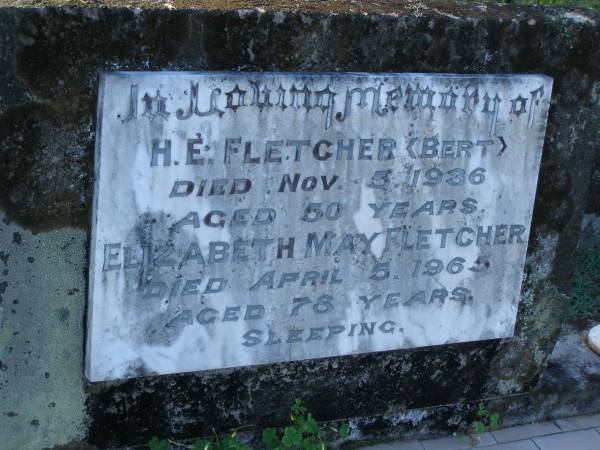 In Loving Memory of
H. E. FLETCHER (BERT)
DIED NOV. 5. 1936
AGED 50 YEARS.
ELIZABETH MAY FLETCHER
DIED APRIL 5. 1965
AGED 78 YEARS.
SLEEPING.